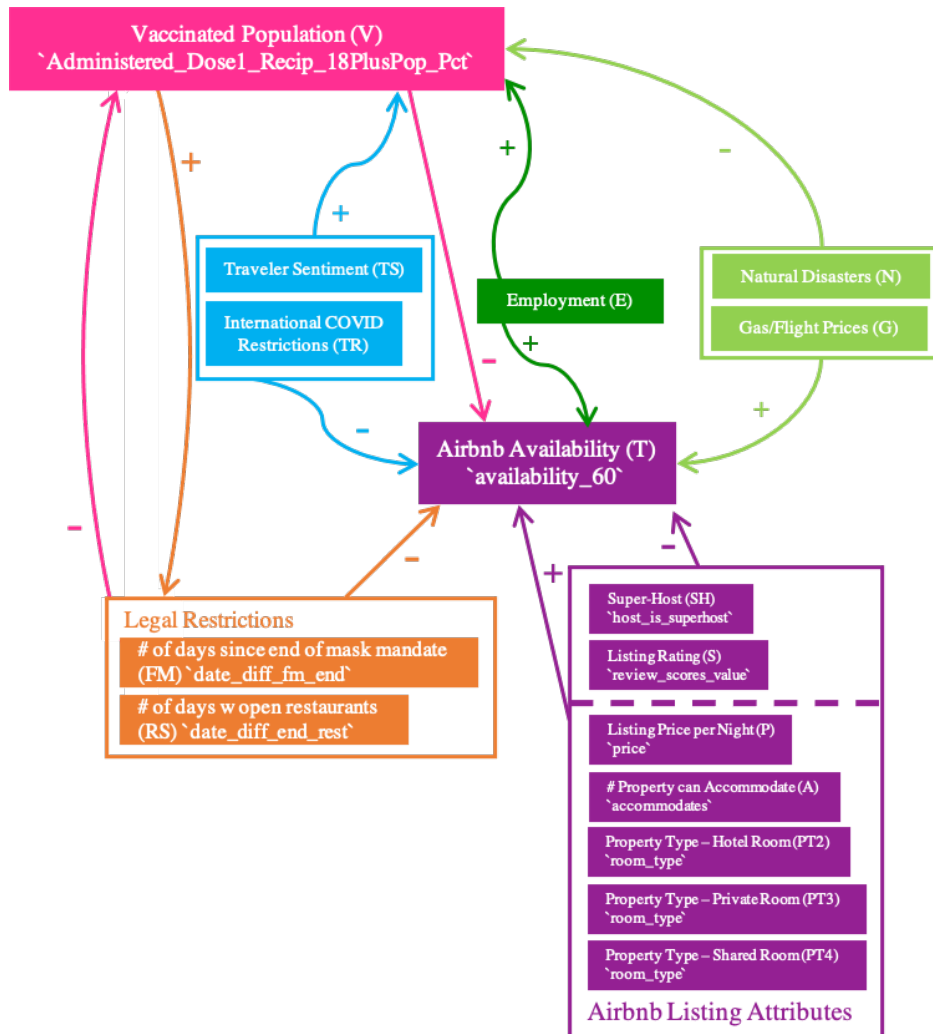 Vaccinated Population (V)
`Administered_Dose1_Recip_18PlusPop_Pct`
+
-
+
+
-
Traveler Sentiment (TS)
International COVID
Restrictions (TR)
Employment (E)
Natural Disasters (N)
Gas/Flight Prices (G)
-
+
-
+
Airbnb Availability (T)
`availability_60`
-
-
+
-
Legal Restrictions
# of days since end of mask mandate
(FM) `date_diff_fm_end`
# of days w open restaurants
(RS) `date_diff_end_rest`
Super-Host (SH)
`host_is_superhost`
Listing Rating (S)
`review_scores_value`
Listing Price per Night (P)
`price`
# Property can Accommodate (A)
`accommodates`
Property Type – Hotel Room (PT2)
`room_type`
Property Type – Private Room (PT3)
`room_type`
Property Type – Shared Room (PT4)
`room_type`
Airbnb Listing Attributes